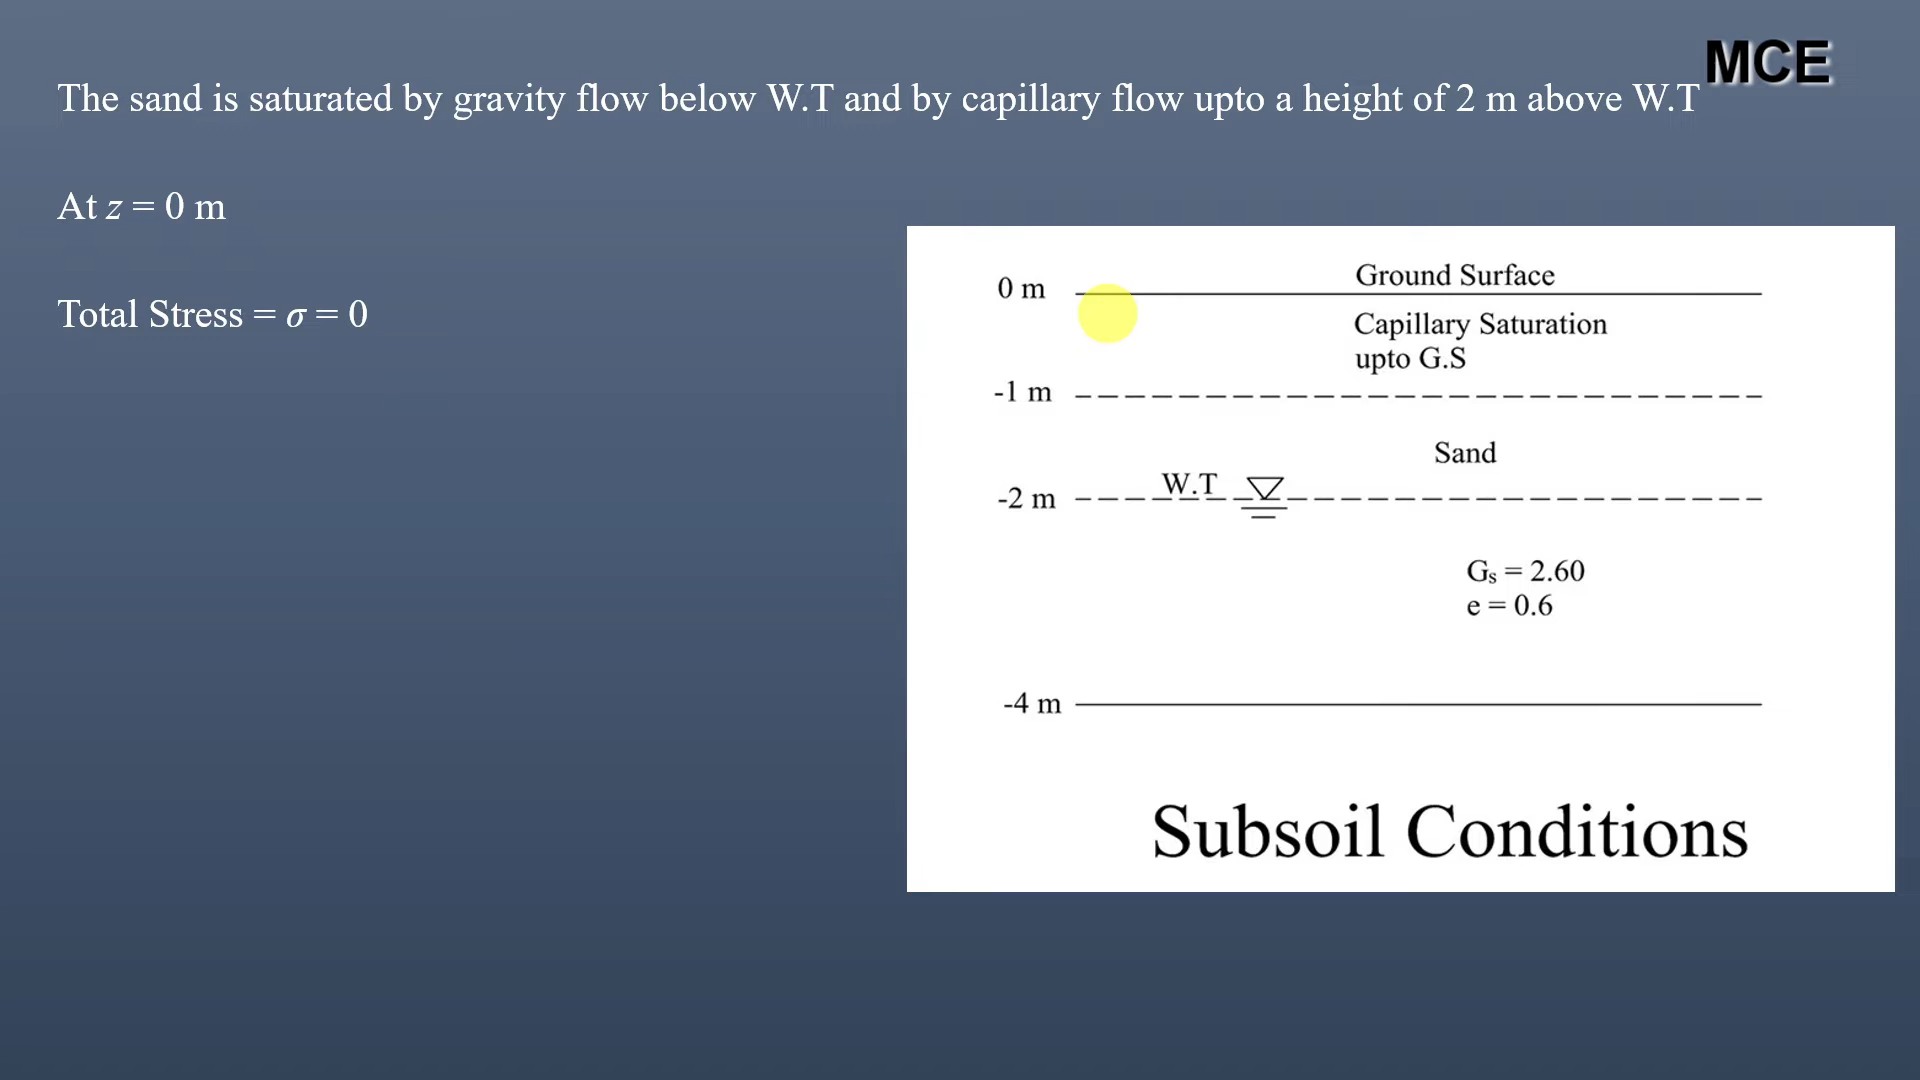 MCE
The sand is saturated by gravity flow below W.T and by capillary flow upto a height of 2 m above W.T
At z = 0 m
Total Stress = σ = 0
0 m
Ground Surface
Capillary Saturation
upto G.S
-1 m
Sand
W.T
-2 m
Gₛ = 2.60
e = 0.6
-4 m
Subsoil Conditions